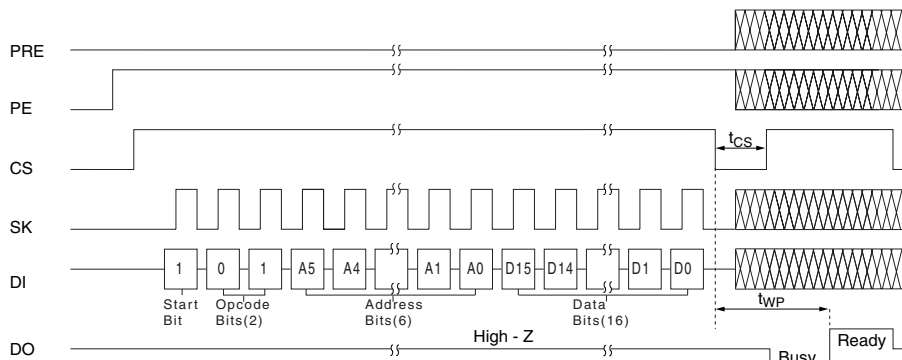 PRE
PE
CS
tCS
SK
DI
1 0 1 A5 A4 A1 A0 D15 D14 D1 D0
Start Bit
Opcode Bits(2)
Address Bits(6)
Data Bits(16)
tWP
DO
High - Z
Busy
Ready